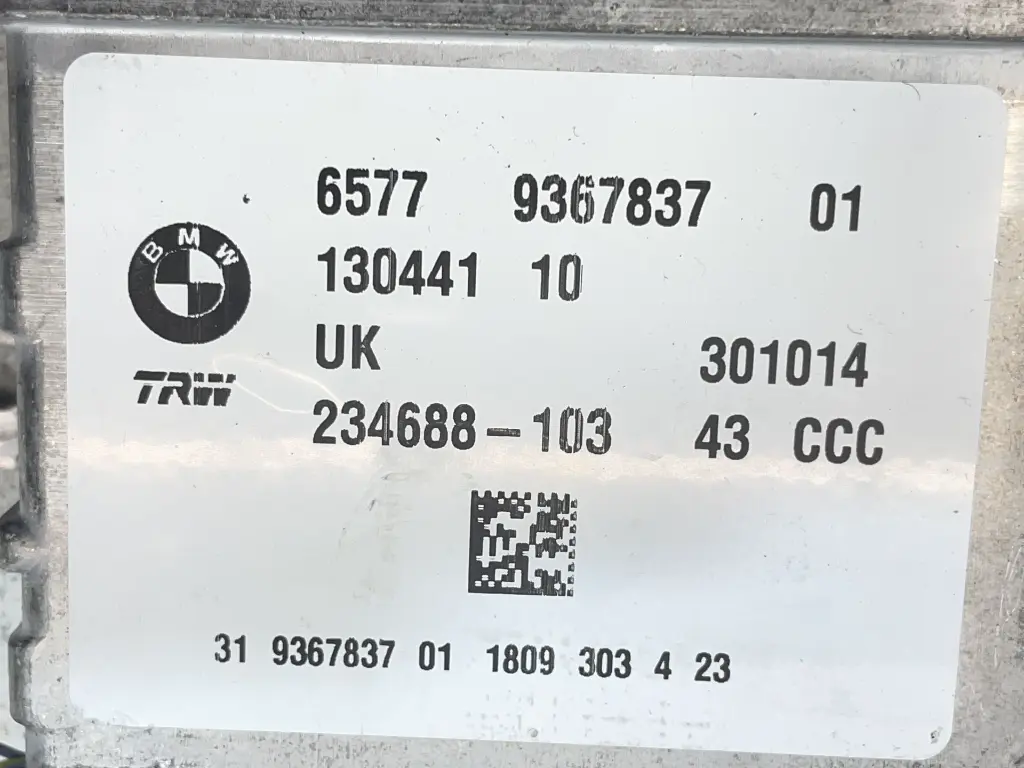 6577 9367837 01
130441 10
BMW
UK 301014
TRW
234688-103 43 CCC
31 9367837 01 1809 303 4 23